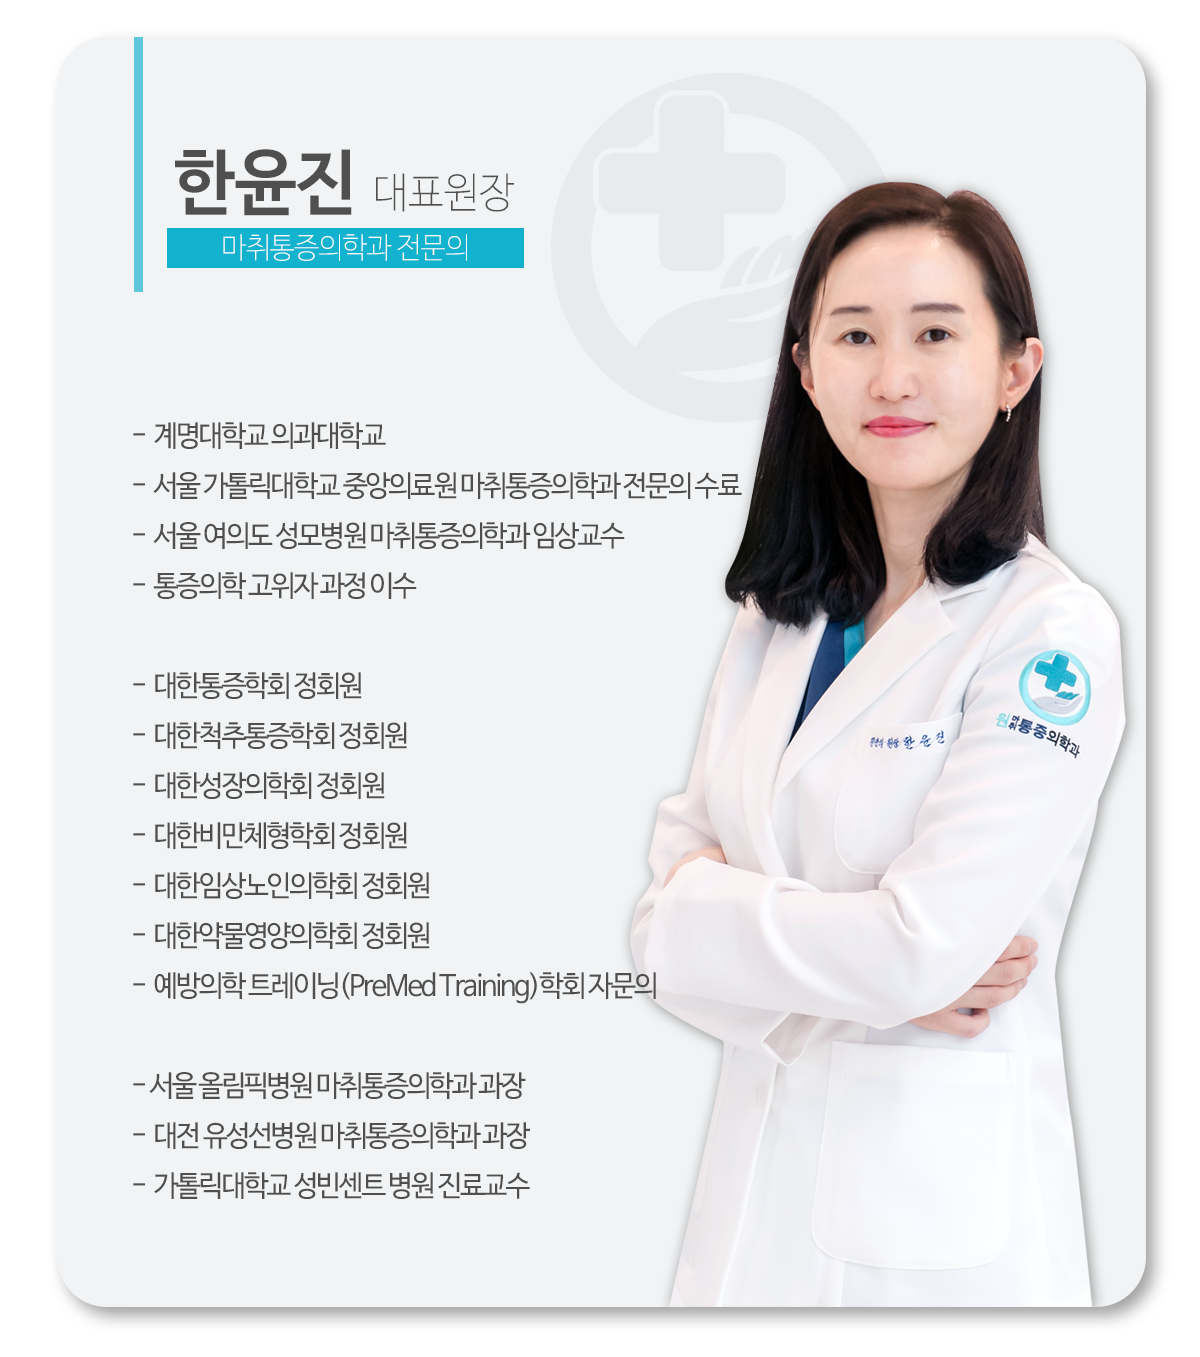 한윤진 대표원장
마취통증의학과 전문의
- 계명대학교 의과대학교
- 서울 가톨릭대학교 중앙의료원 마취통증의학과 전문의 수료
- 서울 여의도 성모병원 마취통증의학과 임상교수
- 통증의학 고위자 과정 이수
- 대한통증학회 정회원
- 대한척추통증학회 정회원
- 대한성장의학회 정회원
- 대한비만체형학회 정회원
- 대한임상노인의학회 정회원
- 대한약물영양의학회 정회원
- 예방의학 트레이닝(PreMed Training)학회 자문의
- 서울 올림픽병원 마취통증의학과 과장
- 대전 유성선병원 마취통증의학과 과장
- 가톨릭대학교 성빈센트 병원 진료교수
원마취통증의학과
한윤진